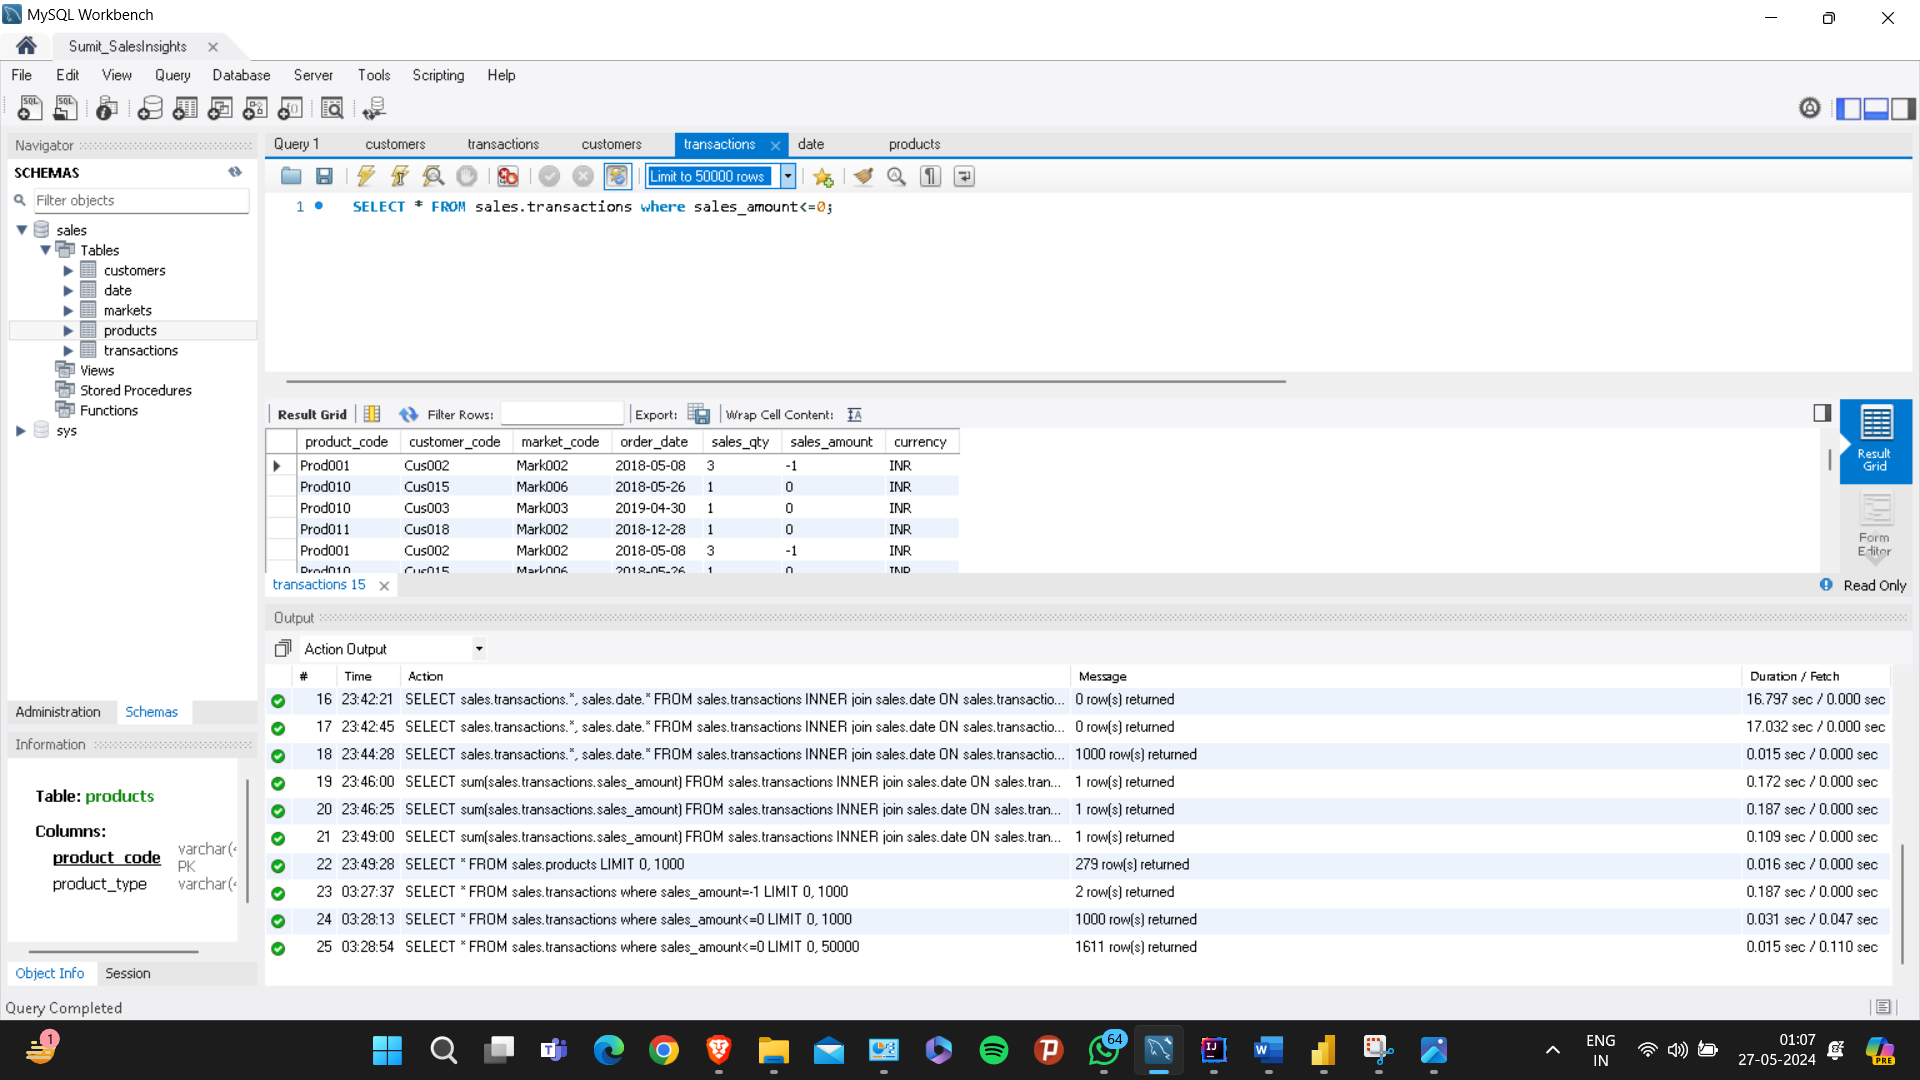 MySQL Workbench
Sumit_SalesInsights
File Edit View Query Database Server Tools Scripting Help
Navigator
SCHEMAS
Filter objects
sales
Tables
customers
date
markets
products
transactions
Views
Stored Procedures
Functions
sys
Administration Schemas
Information
Table: products
Columns:
product_code varchar(4
PK
product_type varchar(4
Object Info Session
Query 1 customers transactions customers transactions date products
Limit to 50000 rows
1 SELECT * FROM sales.transactions where sales_amount<=0;
Result Grid Filter Rows: Export: Wrap Cell Content:
product_code customer_code market_code order_date sales_qty sales_amount currency
Prod001 Cus002 Mark002 2018-05-08 3 -1 INR
Prod010 Cus015 Mark006 2018-05-26 1 0 INR
Prod010 Cus003 Mark003 2019-04-30 1 0 INR
Prod011 Cus018 Mark002 2018-12-28 1 0 INR
Prod001 Cus002 Mark002 2018-05-08 3 -1 INR
Prod010 Cus015 Mark006 2018-05-26 1 0 INR
Result
Grid
Form
Editor
transactions 15
Read Only
Output
Action Output
# Time Action Message Duration / Fetch
16 23:42:21 SELECT sales.transactions.*, sales.date.* FROM sales.transactions INNER join sales.date ON sales.transactio... 0 row(s) returned 16.797 sec / 0.000 sec
17 23:42:45 SELECT sales.transactions.*, sales.date.* FROM sales.transactions INNER join sales.date ON sales.transactio... 0 row(s) returned 17.032 sec / 0.000 sec
18 23:44:28 SELECT sales.transactions.*, sales.date.* FROM sales.transactions INNER join sales.date ON sales.transactio... 1000 row(s) returned 0.015 sec / 0.000 sec
19 23:46:00 SELECT sum(sales.transactions.sales_amount) FROM sales.transactions INNER join sales.date ON sales.tran... 1 row(s) returned 0.172 sec / 0.000 sec
20 23:46:25 SELECT sum(sales.transactions.sales_amount) FROM sales.transactions INNER join sales.date ON sales.tran... 1 row(s) returned 0.187 sec / 0.000 sec
21 23:49:00 SELECT sum(sales.transactions.sales_amount) FROM sales.transactions INNER join sales.date ON sales.tran... 1 row(s) returned 0.109 sec / 0.000 sec
22 23:49:28 SELECT * FROM sales.products LIMIT 0, 1000 279 row(s) returned 0.016 sec / 0.000 sec
23 03:27:37 SELECT * FROM sales.transactions where sales_amount=-1 LIMIT 0, 1000 2 row(s) returned 0.187 sec / 0.000 sec
24 03:28:13 SELECT * FROM sales.transactions where sales_amount<=0 LIMIT 0, 1000 1000 row(s) returned 0.031 sec / 0.047 sec
25 03:28:54 SELECT * FROM sales.transactions where sales_amount<=0 LIMIT 0, 50000 1611 row(s) returned 0.015 sec / 0.110 sec
Query Completed
1
64
ENG
IN
01:07
27-05-2024
PRE